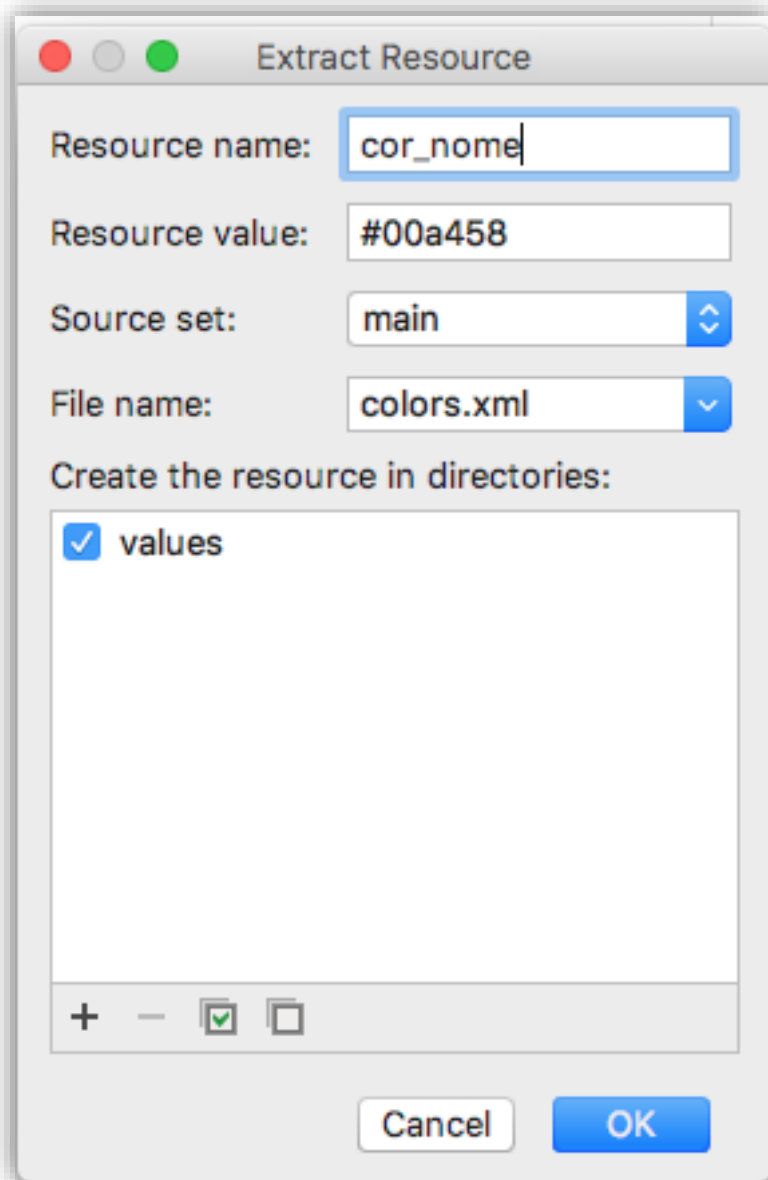 Extract Resource
Resource name: cor_nome
Resource value: #00a458
Source set: main
File name: colors.xml
Create the resource in directories:
values
Cancel OK